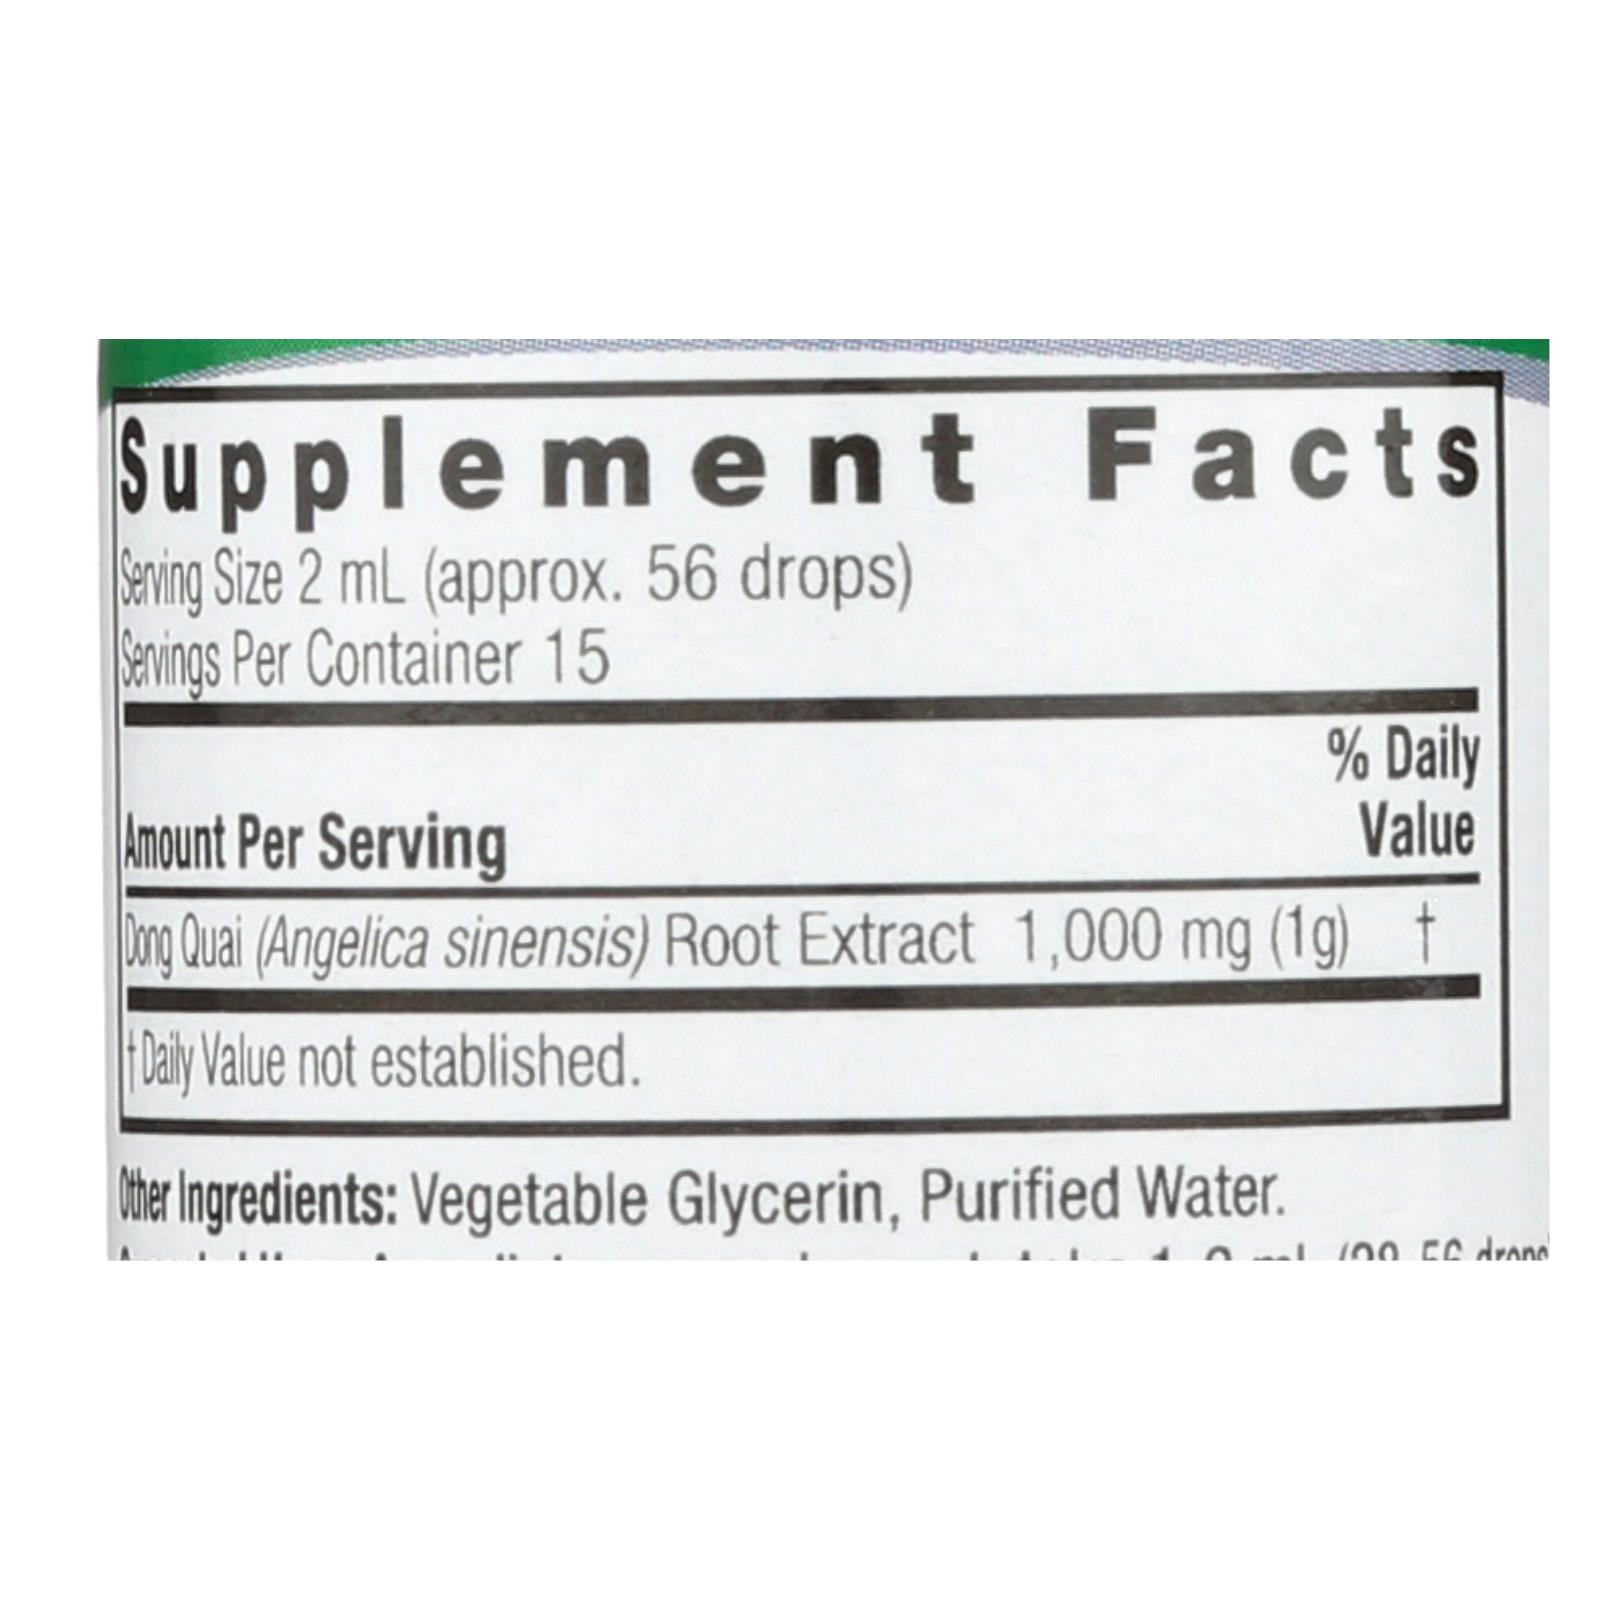 Supplement Facts
Serving Size 2 mL (approx. 56 drops)
Servings Per Container 15
% Daily
Value
Amount Per Serving
Dong Quai (Angelica sinensis) Root Extract 1,000 mg (1g) †
† Daily Value not established.
Other Ingredients: Vegetable Glycerin, Purified Water.